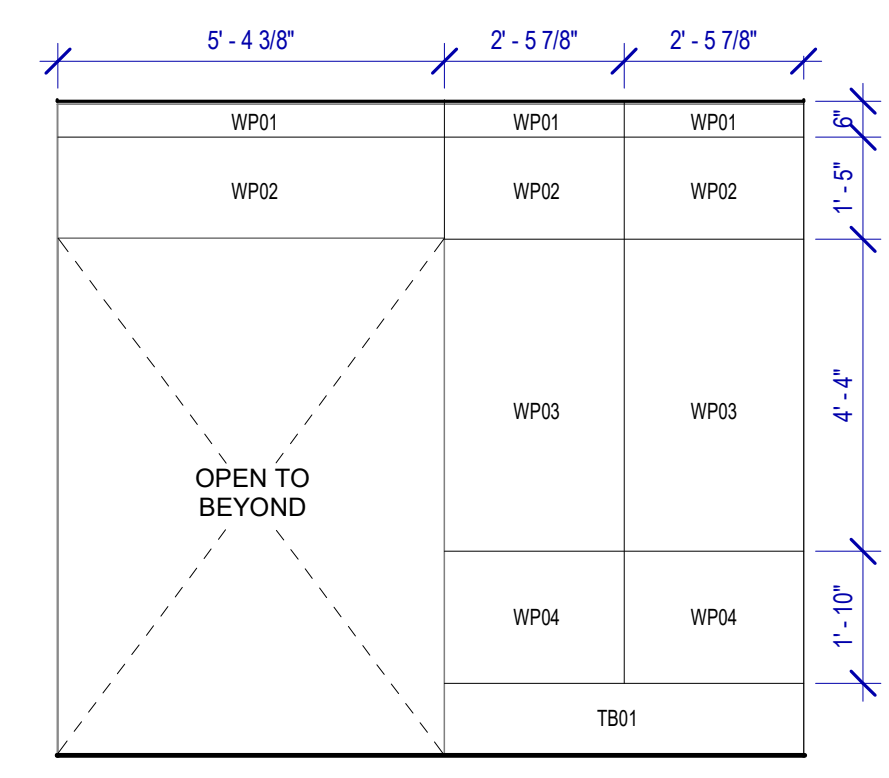 5' - 4 3/8" 2' - 5 7/8" 2' - 5 7/8"
WP01 WP01 WP01 6"
WP02 WP02 WP02 1' - 5"
WP03 WP03 4' - 4"
OPEN TO
BEYOND
WP04 WP04 1' - 10"
TB01